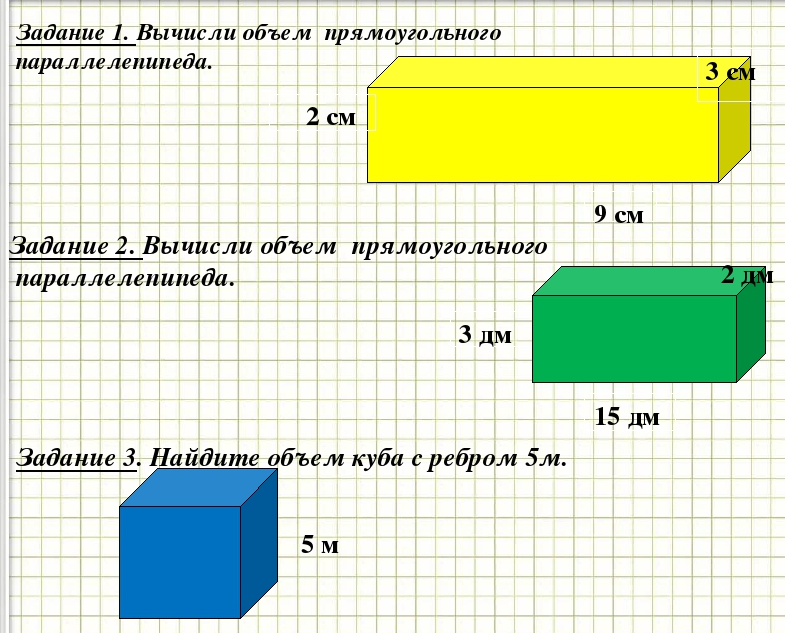 Задание 1. Вычисли объем прямоугольного
параллелепипеда.
3 см
2 см
9 см
Задание 2. Вычисли объем прямоугольного
параллелепипеда.
2 дм
3 дм
15 дм
Задание 3. Найдите объем куба с ребром 5м.
5 м